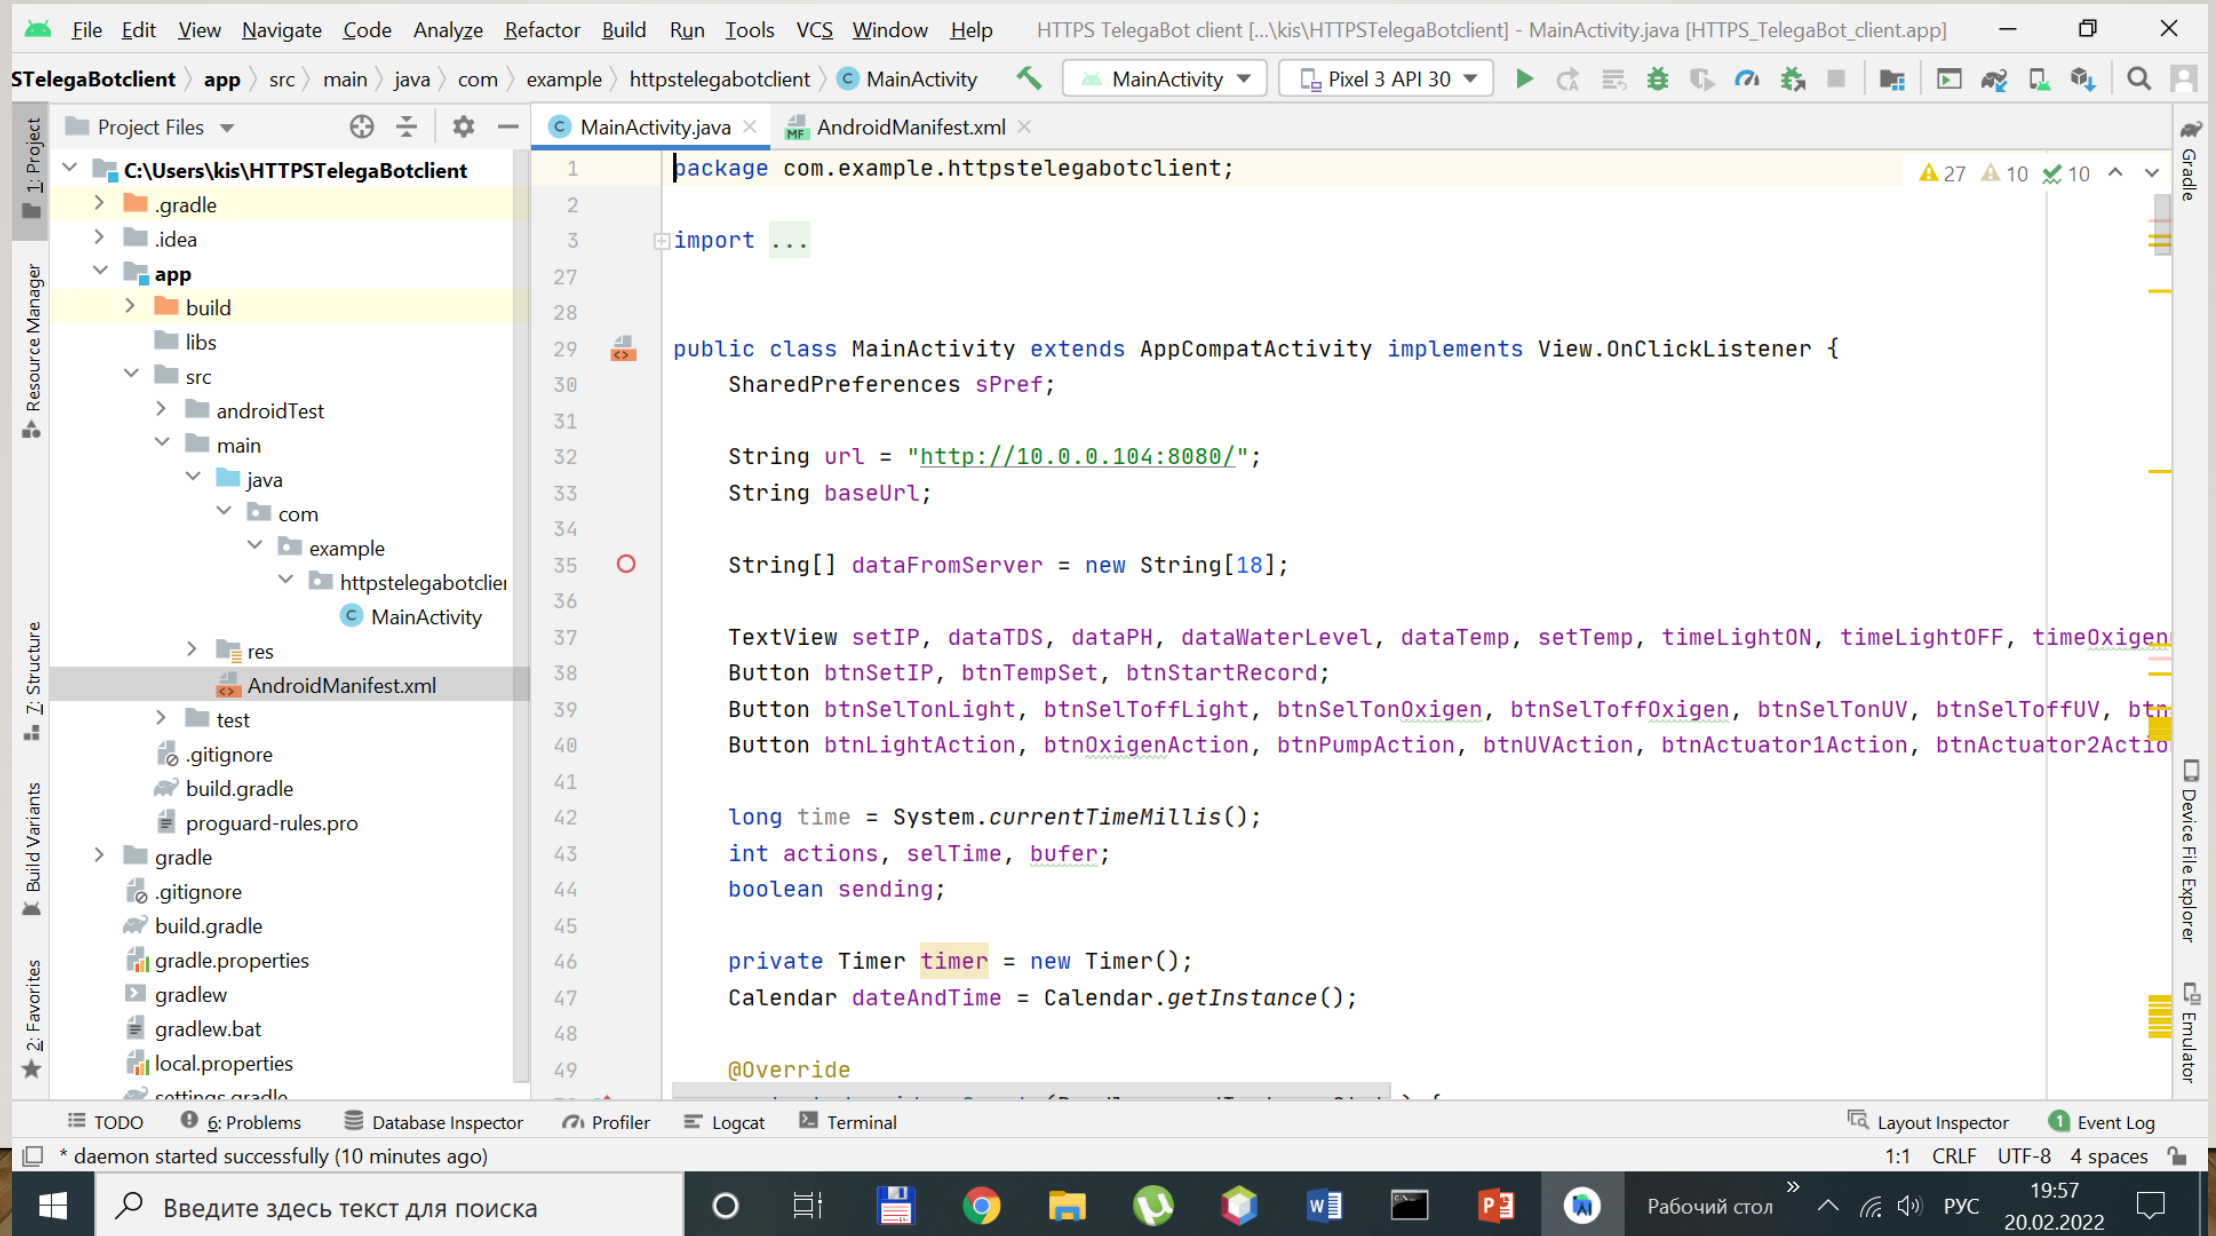 File Edit View Navigate Code Analyze Refactor Build Run Tools VCS Window Help HTTPS TelegaBot client [...\kis\HTTPSTelegaBotclient] - MainActivity.java [HTTPS_TelegaBot_client.app]
STelegaBotclient app src main java com example httpstelegabotclient MainActivity MainActivity Pixel 3 API 30
Project Files
MainActivity.java AndroidManifest.xml
1: Project
Resource Manager
7: Structure
Build Variants
2: Favorites
C:\Users\kis\HTTPSTelegaBotclient
.gradle
.idea
app
build
libs
src
androidTest
main
java
com
example
httpstelegabotclier
MainActivity
res
AndroidManifest.xml
test
.gitignore
build.gradle
proguard-rules.pro
gradle
.gitignore
build.gradle
gradle.properties
gradlew
gradlew.bat
local.properties
settings.gradle
1 package com.example.httpstelegabotclient;
2
3 import ...
27
28
29 public class MainActivity extends AppCompatActivity implements View.OnClickListener {
30 SharedPreferences sPref;
31
32 String url = "http://10.0.0.104:8080/";
33 String baseUrl;
34
35 String[] dataFromServer = new String[18];
36
37 TextView setIP, dataTDS, dataPH, dataWaterLevel, dataTemp, setTemp, timeLightON, timeLightOFF, timeOxigen
38 Button btnSetIP, btnTempSet, btnStartRecord;
39 Button btnSelTonLight, btnSelToffLight, btnSelTonOxigen, btnSelToffOxigen, btnSelTonUV, btnSelToffUV, btn
40 Button btnLightAction, btnOxigenAction, btnPumpAction, btnUVAction, btnActuator1Action, btnActuator2Actio
41
42 long time = System.currentTimeMillis();
43 int actions, selTime, bufer;
44 boolean sending;
45
46 private Timer timer = new Timer();
47 Calendar dateAndTime = Calendar.getInstance();
48
49 @Override
27 10 10
Gradle
Device File Explorer
Emulator
TODO 6: Problems Database Inspector Profiler Logcat Terminal Layout Inspector 1 Event Log
* daemon started successfully (10 minutes ago) 1:1 CRLF UTF-8 4 spaces
Введите здесь текст для поиска Рабочий стол » РУС 19:57
20.02.2022